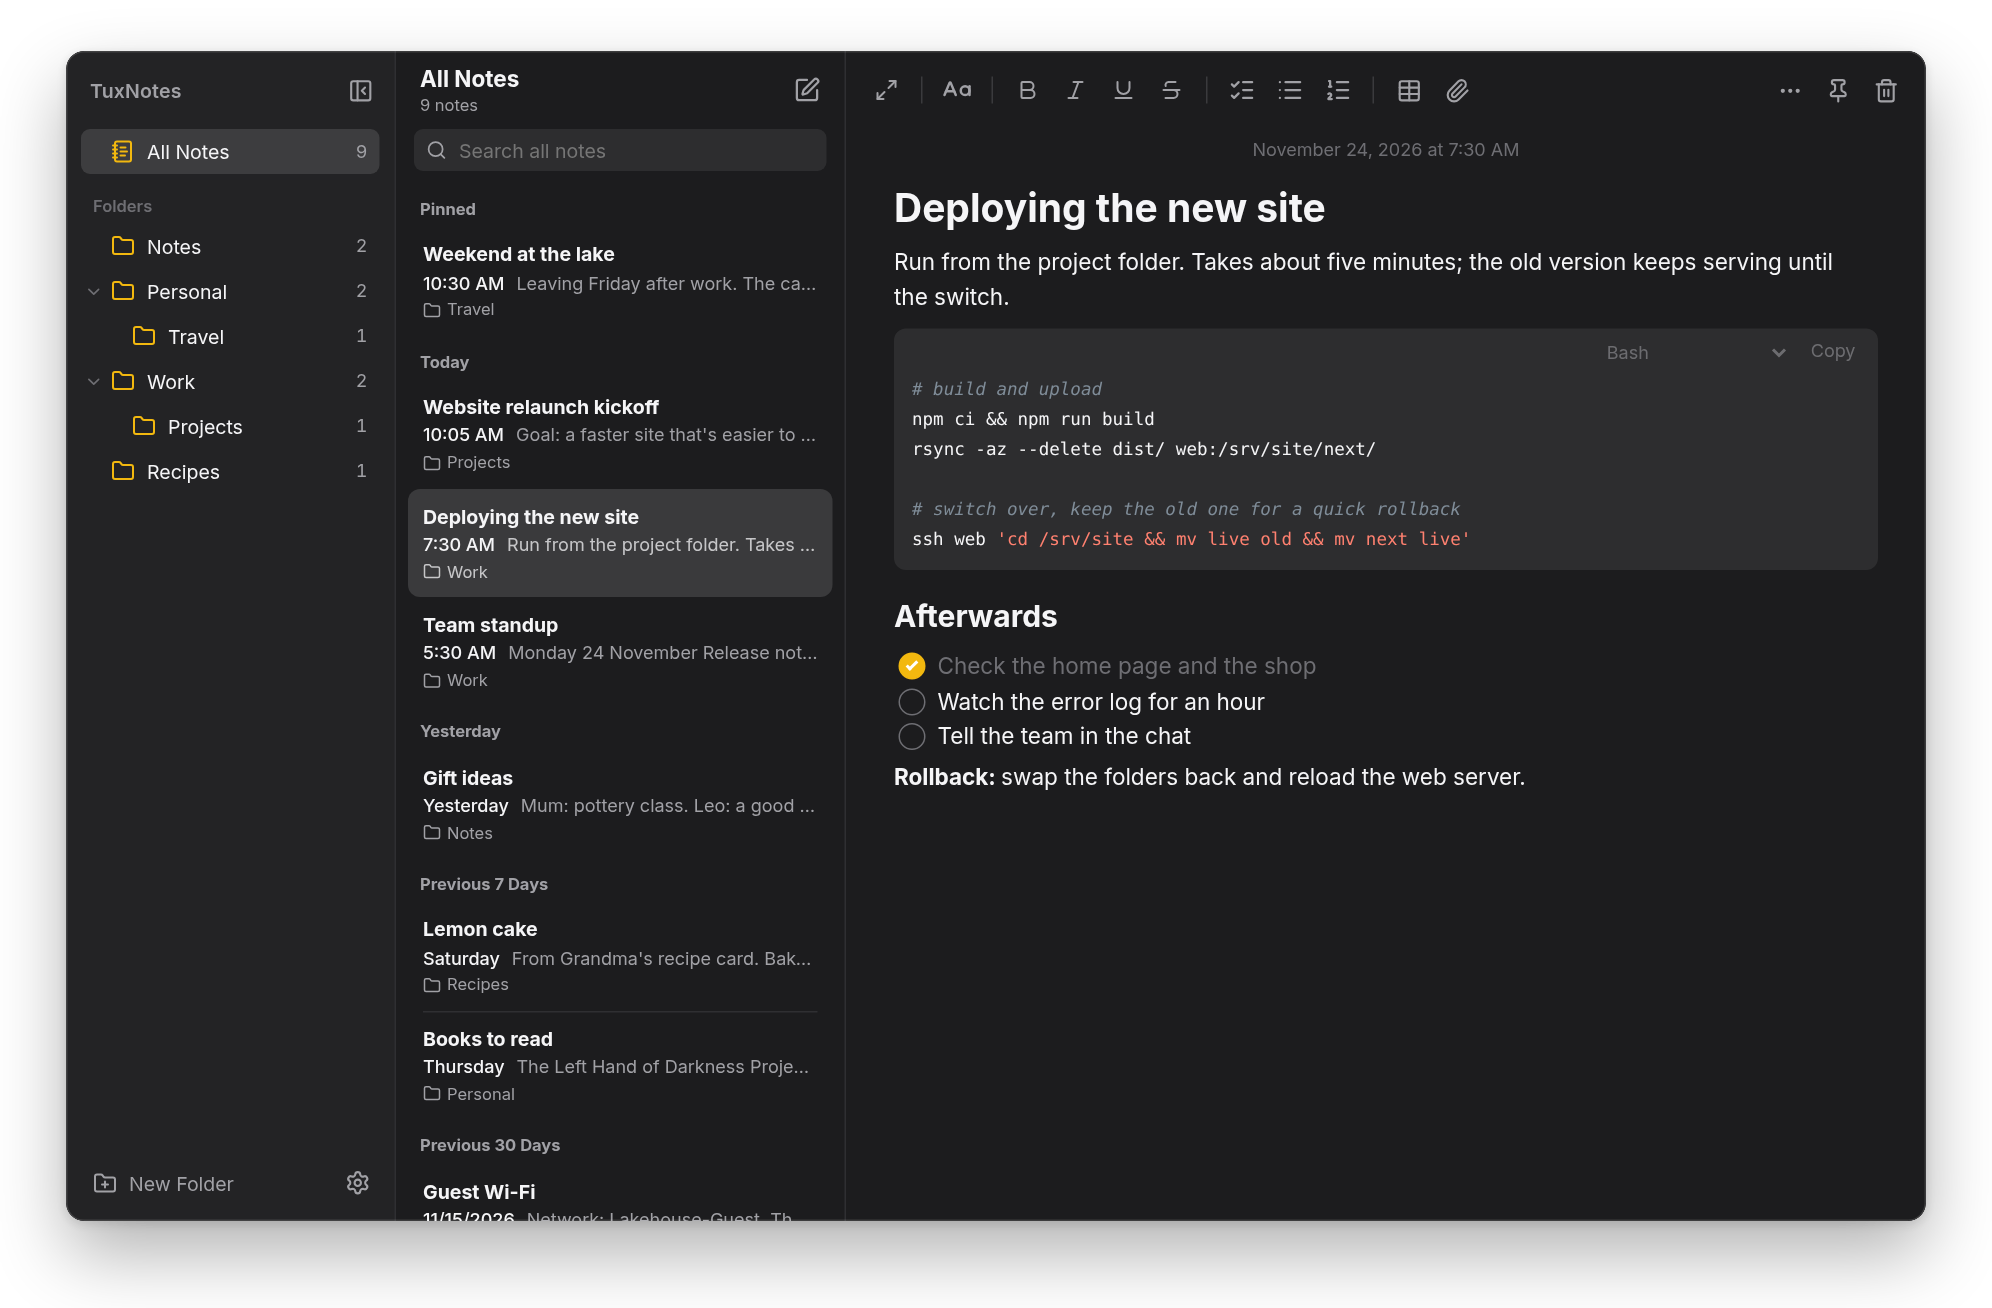 TuxNotes
All Notes 9
Folders
Notes 2
Personal 2
Travel 1
Work 2
Projects 1
Recipes 1
New Folder
All Notes
9 notes
Search all notes
Pinned
Weekend at the lake
10:30 AM Leaving Friday after work. The ca...
Travel
Today
Website relaunch kickoff
10:05 AM Goal: a faster site that's easier to ...
Projects
Deploying the new site
7:30 AM Run from the project folder. Takes ...
Work
Team standup
5:30 AM Monday 24 November Release not...
Work
Yesterday
Gift ideas
Yesterday Mum: pottery class. Leo: a good ...
Notes
Previous 7 Days
Lemon cake
Saturday From Grandma's recipe card. Bak...
Recipes
Books to read
Thursday The Left Hand of Darkness Proje...
Personal
Previous 30 Days
Guest Wi-Fi
11/15/2026 Network: Lakehouse-Guest. Th...
Aa B I U S
November 24, 2026 at 7:30 AM
Deploying the new site
Run from the project folder. Takes about five minutes; the old version keeps serving until
the switch.
Bash Copy
# build and upload
npm ci && npm run build
rsync -az --delete dist/ web:/srv/site/next/
# switch over, keep the old one for a quick rollback
ssh web 'cd /srv/site && mv live old && mv next live'
Afterwards
Check the home page and the shop
Watch the error log for an hour
Tell the team in the chat
Rollback: swap the folders back and reload the web server.